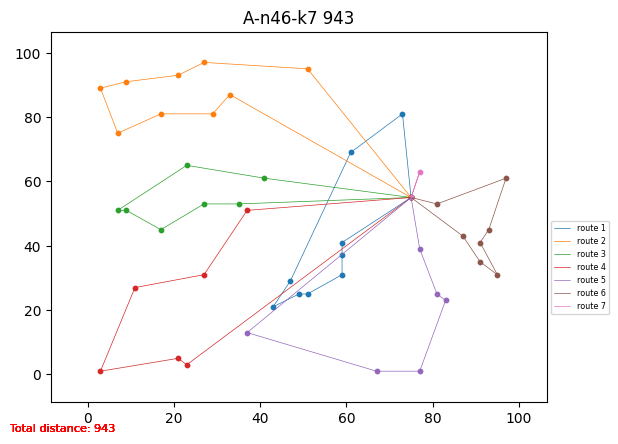 A-n46-k7 943
100
80
60
40
20
0
0 20 40 60 80 100
route 1
route 2
route 3
route 4
route 5
route 6
route 7
Total distance: 943